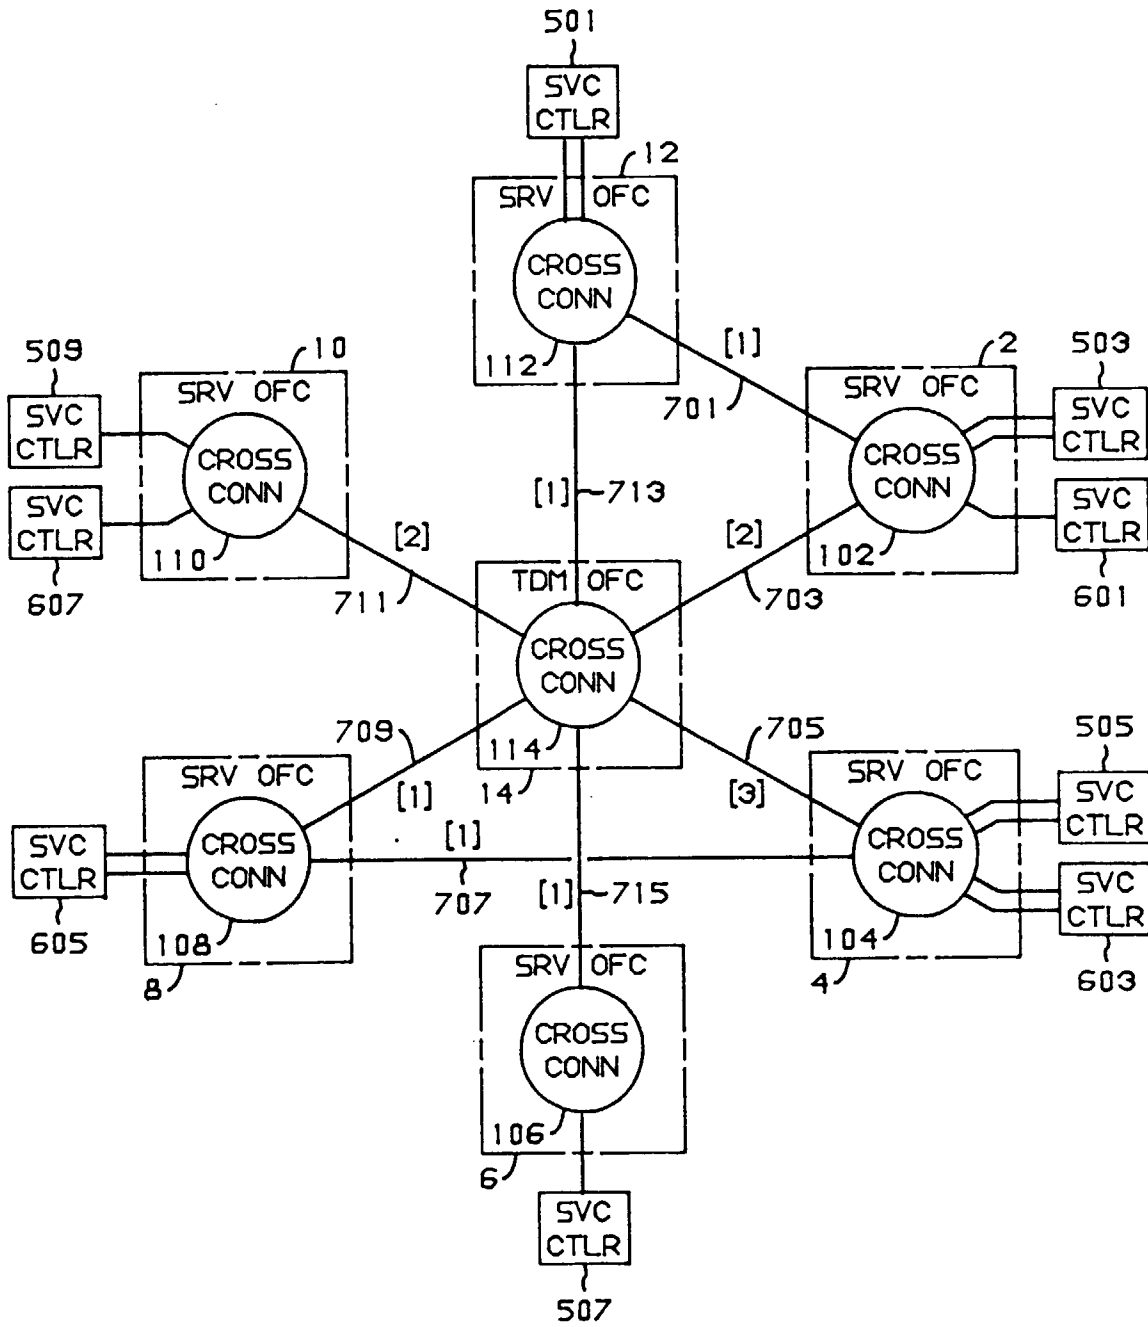 501
SVC
CTLR
12
SRV OFC
CROSS
CONN
112
[1]
701
509
SVC
CTLR
SVC
CTLR
607
10
SRV OFC
CROSS
CONN
110
[2]
711
[1]
713
2
SRV OFC
CROSS
CONN
102
[2]
703
503
SVC
CTLR
SVC
CTLR
601
TDM OFC
CROSS
CONN
114
14
709
[1]
705
[3]
SRV OFC
CROSS
CONN
108
8
SVC
CTLR
605
[1]
707
[1]
715
SRV OFC
CROSS
CONN
104
4
505
SVC
CTLR
SVC
CTLR
603
SRV OFC
CROSS
CONN
106
6
SVC
CTLR
507